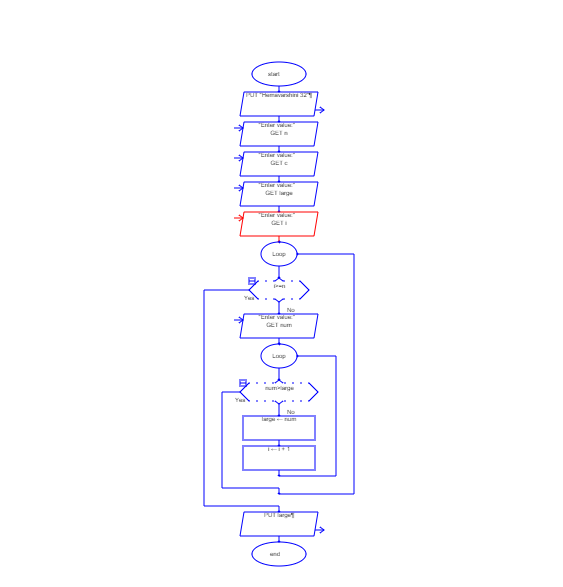 start
PUT "Hemavarshini 32"¶
"Enter value:"
GET n
"Enter value:"
GET c
"Enter value:"
GET large
"Enter value:"
GET i
Loop
i>=n
Yes
No
"Enter value:"
GET num
Loop
num>large
Yes
No
large ← num
i ← i + 1
PUT large¶
end